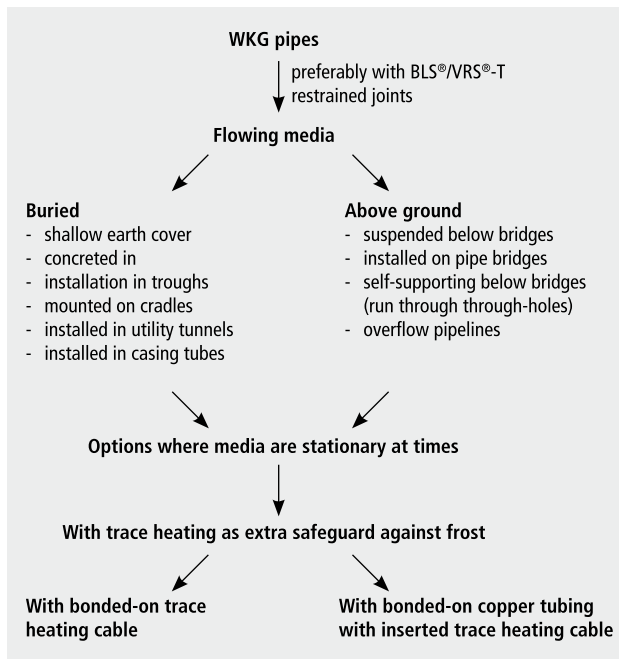 WKG pipes
preferably with BLS®/VRS®-T
restrained joints
Flowing media
Buried
- shallow earth cover
- concreted in
- installation in troughs
- mounted on cradles
- installed in utility tunnels
- installed in casing tubes
Above ground
- suspended below bridges
- installed on pipe bridges
- self-supporting below bridges
(run through through-holes)
- overflow pipelines
Options where media are stationary at times
With trace heating as extra safeguard against frost
With bonded-on trace
heating cable
With bonded-on copper tubing
with inserted trace heating cable